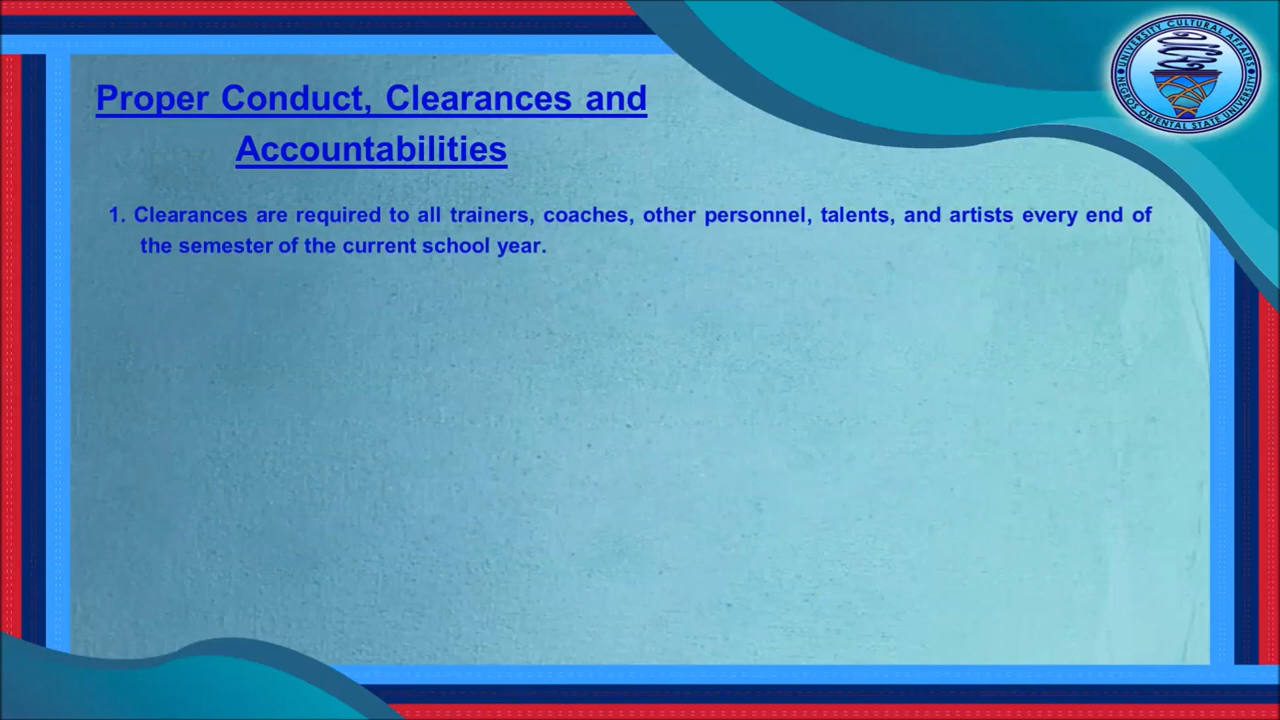 UNIVERSITY CULTURAL AFFAIRS
NEGROS ORIENTAL STATE UNIVERSITY
Proper Conduct, Clearances and
Accountabilities
1. Clearances are required to all trainers, coaches, other personnel, talents, and artists every end of
the semester of the current school year.